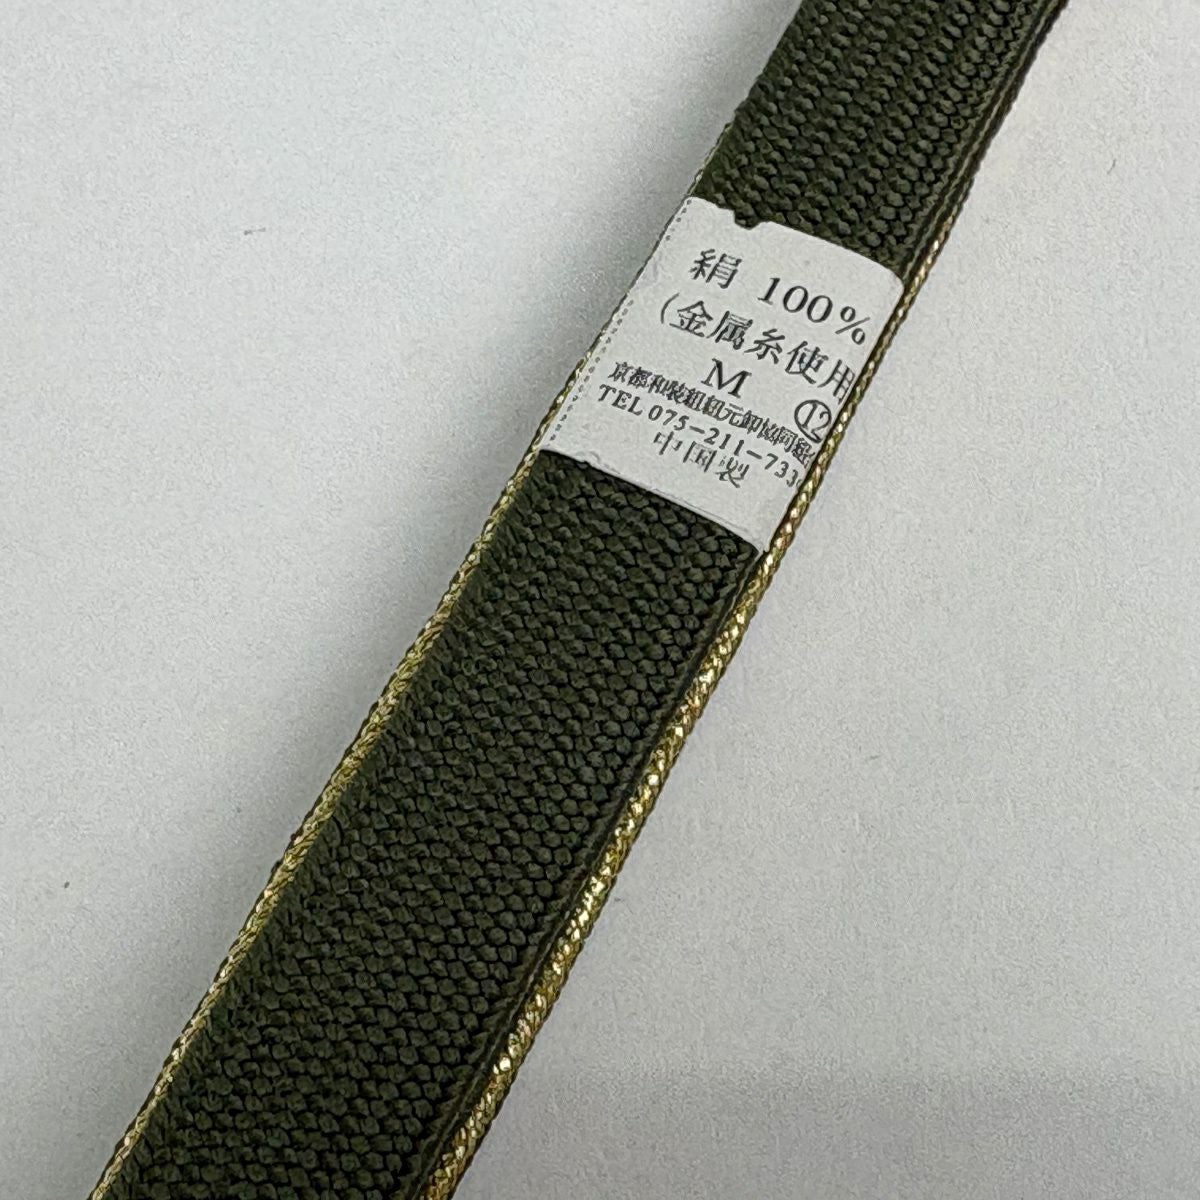 絹 100%
(金属糸使用
M
⑫
京都和装組紐元卸協同組
TEL 075-211-733
中国製